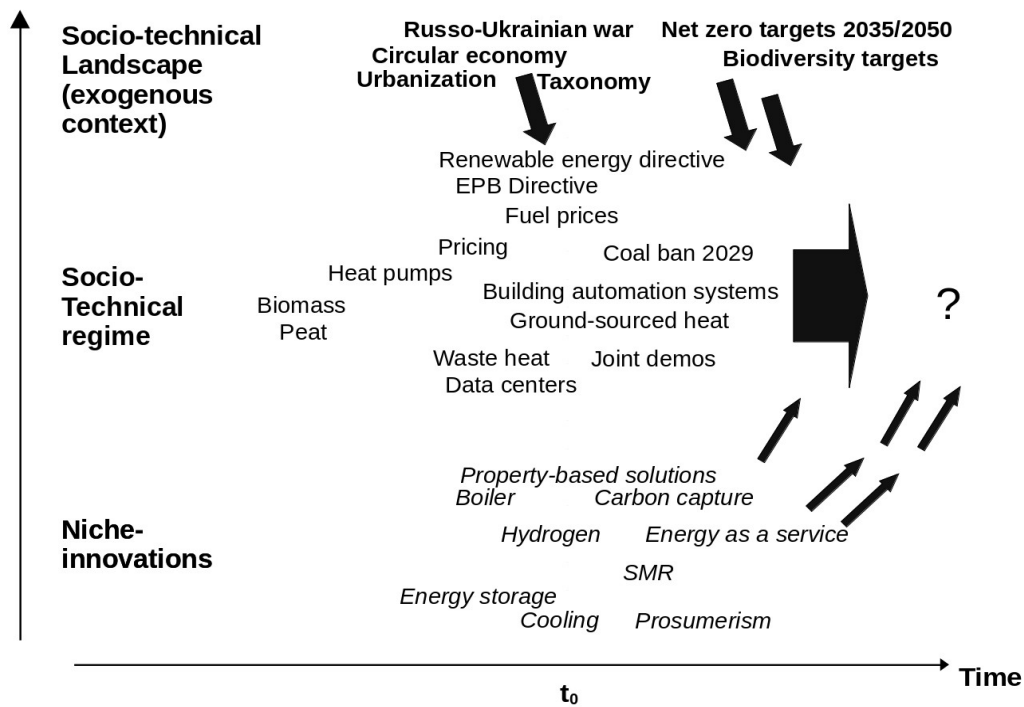 Socio-technical
Landscape
(exogenous
context)
Russo-Ukrainian war
Circular economy
Urbanization
Taxonomy
Net zero targets 2035/2050
Biodiversity targets
Renewable energy directive
EPB Directive
Fuel prices
Socio-
Technical
regime
Pricing
Coal ban 2029
Heat pumps
Biomass
Peat
Building automation systems
Ground-sourced heat
Waste heat
Joint demos
Data centers
?
Niche-
innovations
Property-based solutions
Boiler
Carbon capture
Hydrogen
Energy as a service
SMR
Energy storage
Cooling
Prosumerism
Time
t₀